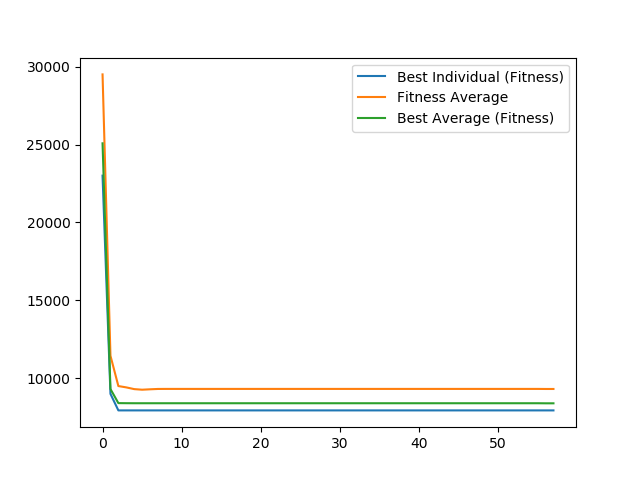 30000
25000
20000
15000
10000
0 10 20 30 40 50
Best Individual (Fitness)
Fitness Average
Best Average (Fitness)